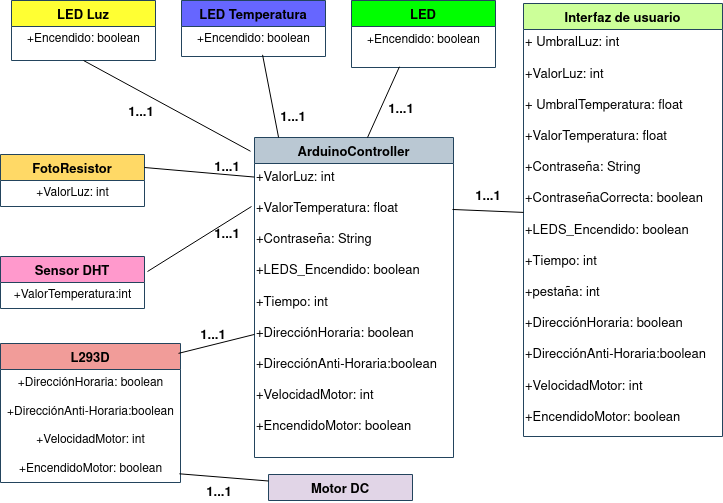 LED Luz
+Encendido: boolean
LED Temperatura
+Encendido: boolean
LED
+Encendido: boolean
1...1
1...1
1...1
FotoResistor
+ValorLuz: int
1...1
Sensor DHT
+ValorTemperatura:int
1...1
L293D
+DirecciónHoraria: boolean
+DirecciónAnti-Horaria:boolean
+VelocidadMotor: int
+EncendidoMotor: boolean
1...1
1...1
Motor DC
ArduinoController
+ValorLuz: int
+ValorTemperatura: float
+Contraseña: String
+LEDS_Encendido: boolean
+Tiempo: int
+DirecciónHoraria: boolean
+DirecciónAnti-Horaria:boolean
+VelocidadMotor: int
+EncendidoMotor: boolean
1...1
Interfaz de usuario
+ UmbralLuz: int
+ValorLuz: int
+ UmbralTemperatura: float
+ValorTemperatura: float
+Contraseña: String
+ContraseñaCorrecta: boolean
+LEDS_Encendido: boolean
+Tiempo: int
+pestaña: int
+DirecciónHoraria: boolean
+DirecciónAnti-Horaria:boolean
+VelocidadMotor: int
+EncendidoMotor: boolean